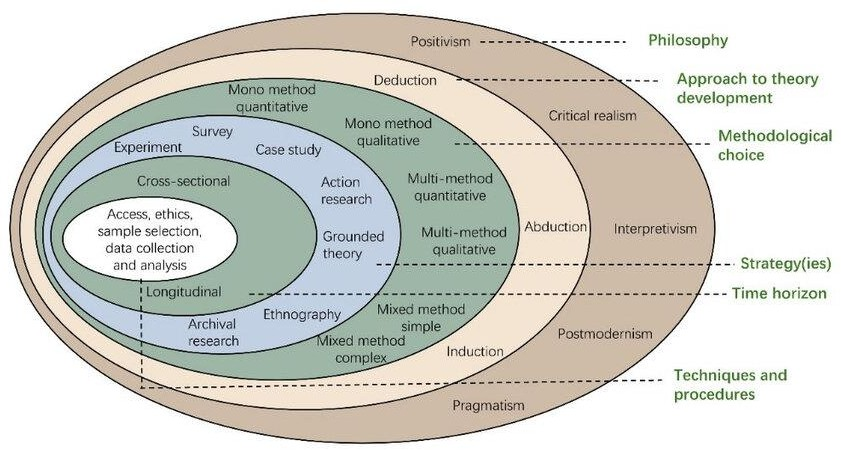 Positivism
Philosophy
Deduction
Approach to theory
development
Mono method
quantitative
Critical realism
Mono method
qualitative
Methodological
choice
Survey
Experiment
Case study
Cross-sectional
Action
research
Multi-method
quantitative
Access, ethics,
sample selection,
data collection
and analysis
Grounded
theory
Multi-method
qualitative
Abduction
Interpretivism
Strategy(ies)
Longitudinal
Time horizon
Archival
research
Ethnography
Mixed method
simple
Mixed method
complex
Postmodernism
Induction
Techniques and
procedures
Pragmatism